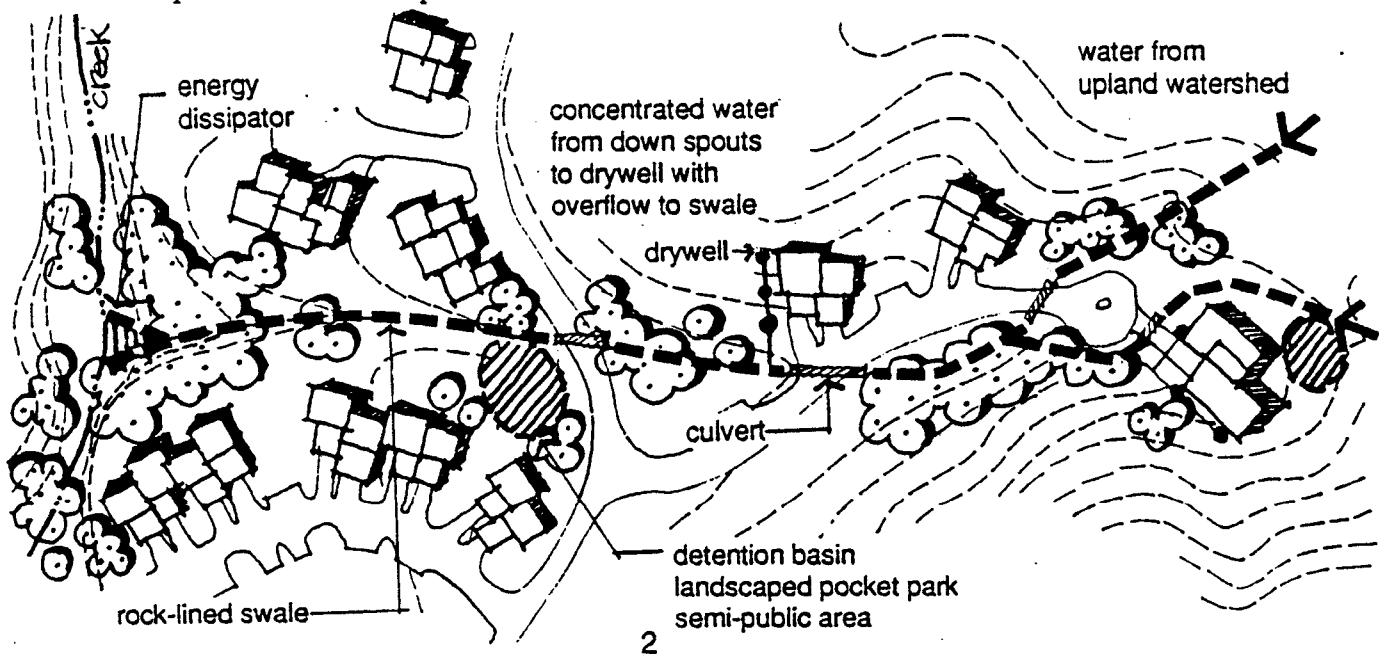 creek
energy
dissipator
concentrated water
from down spouts
to drywell with
overflow to swale
water from
upland watershed
drywell
culvert
detention basin
landscaped pocket park
semi-public area
rock-lined swale
2